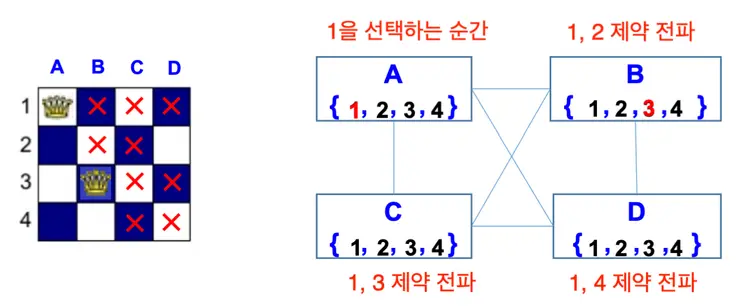 1을 선택하는 순간
1, 2 제약 전파
A B C D
1
2
3
4
A
{ 1, 2, 3, 4 }
B
{ 1, 2, 3, 4 }
C
{ 1, 2, 3, 4 }
D
{ 1, 2, 3, 4 }
1, 3 제약 전파
1, 4 제약 전파